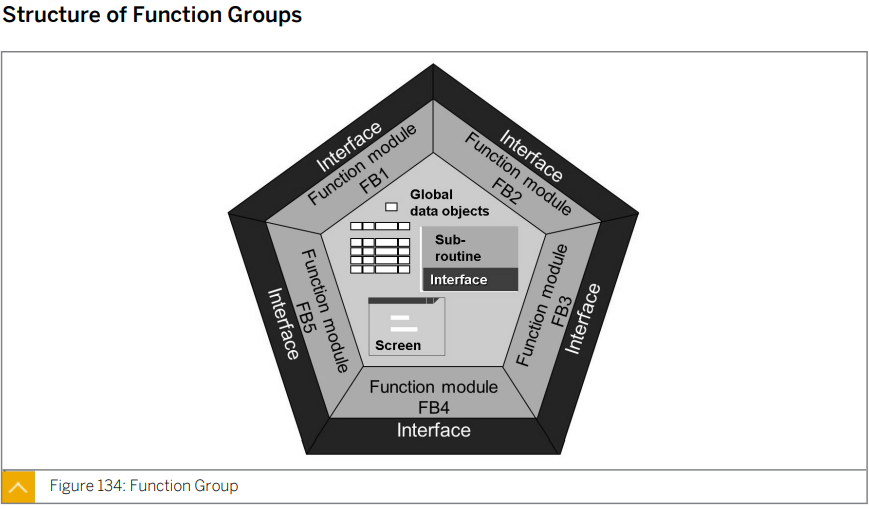 Structure of Function Groups
Interface
Function module
FB1
Interface
Function module
FB2
Global
data objects
Sub-
routine
Interface
Screen
Function module
FB3
Interface
Function module
FB5
Interface
Function module
FB4
Interface
Figure 134: Function Group